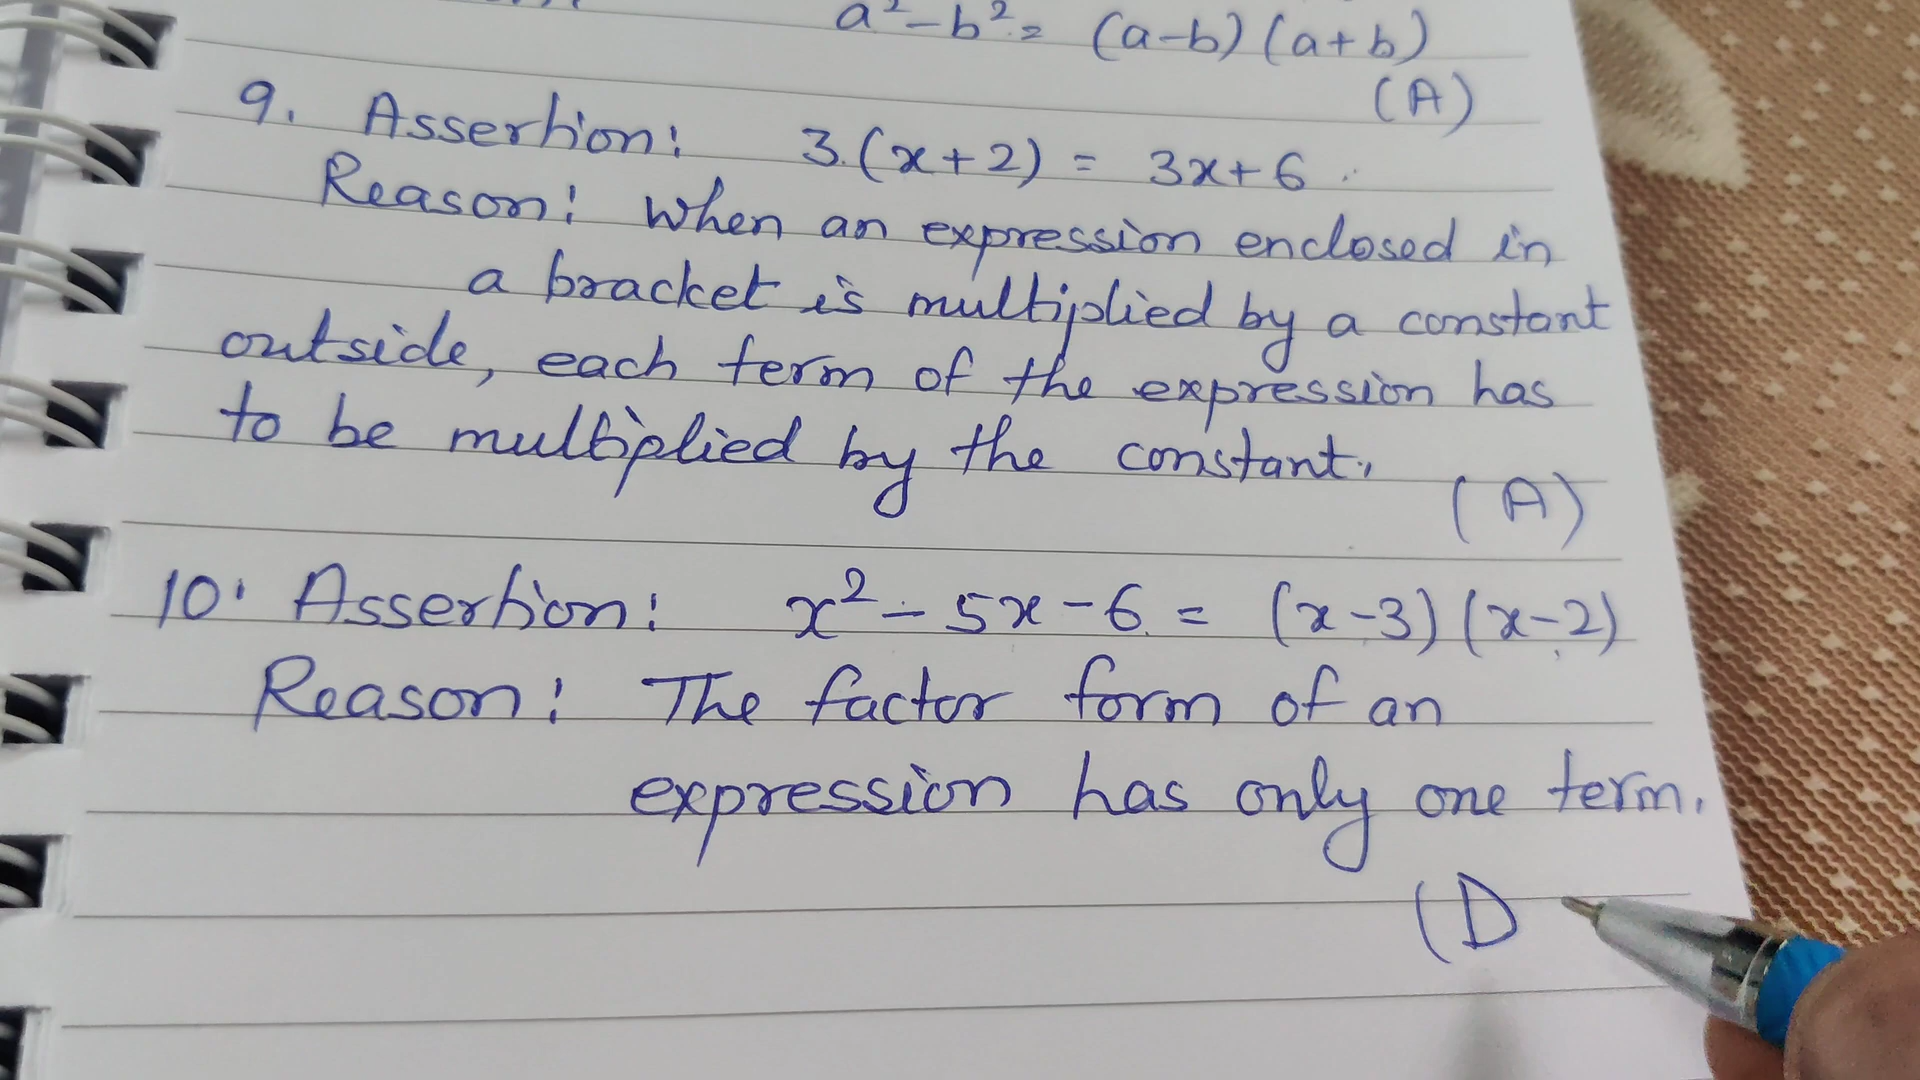 a² - b² = (a-b) (a+b)
(A)
9. Assertion: 3.(x+2) = 3x+6.
Reason: When an expression enclosed in
a bracket is multiplied by a constant
outside, each term of the expression has
to be multiplied by the constant.
(A)
10. Assertion: x² - 5x - 6 = (x-3) (x-2)
Reason: The factor form of an
expression has only one term.
(D